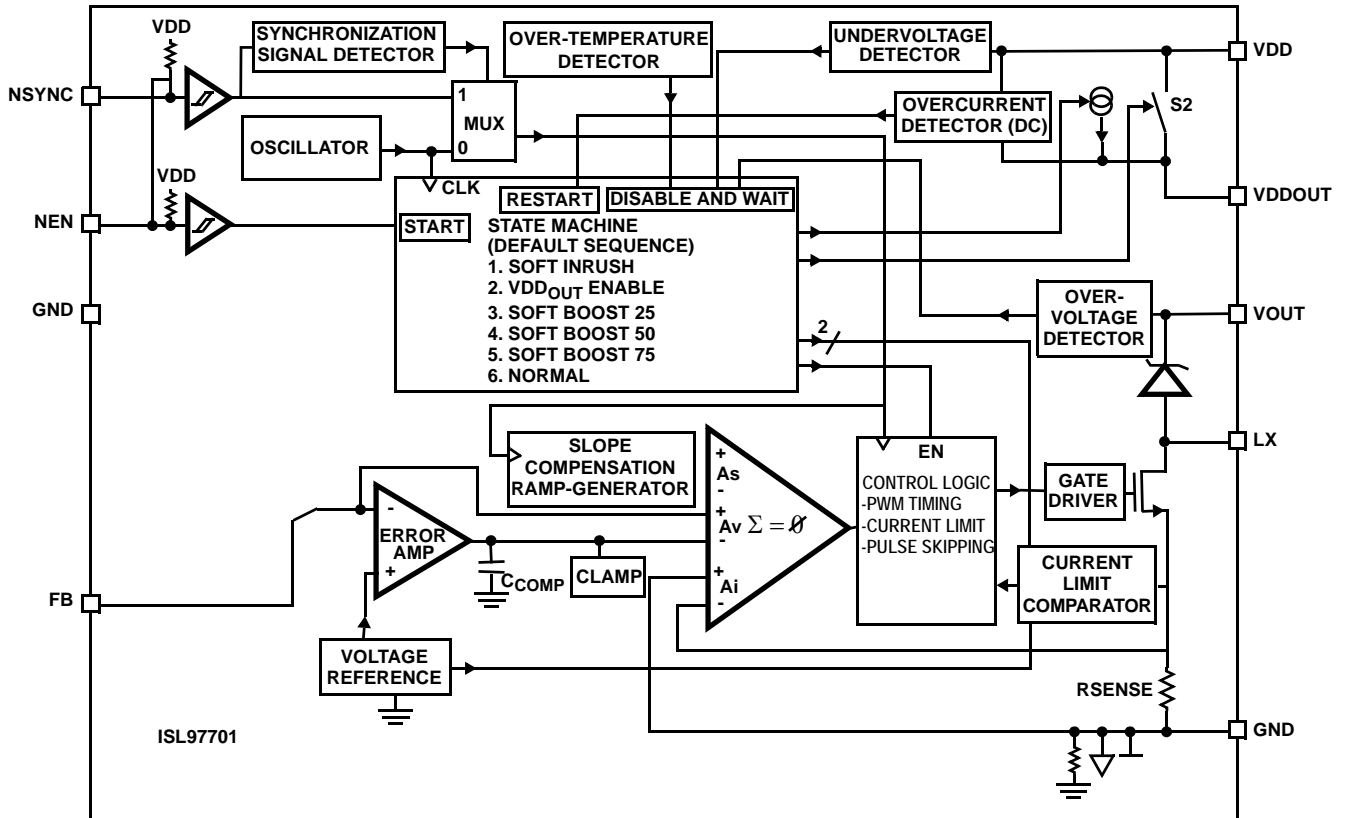 VDD
SYNCHRONIZATION
SIGNAL DETECTOR
OVER-TEMPERATURE
DETECTOR
UNDERVOLTAGE
DETECTOR
VDD
NSYNC
1
MUX
0
OVERCURRENT
DETECTOR (DC)
S2
OSCILLATOR
VDD
CLK
RESTART
DISABLE AND WAIT
VDDOUT
NEN
START
STATE MACHINE
(DEFAULT SEQUENCE)
1. SOFT INRUSH
2. VDDOUT ENABLE
3. SOFT BOOST 25
4. SOFT BOOST 50
5. SOFT BOOST 75
6. NORMAL
2
GND
OVER-
VOLTAGE
DETECTOR
VOUT
LX
SLOPE
COMPENSATION
RAMP-GENERATOR
+
As
-
+
Av Σ = 0
-
+
Ai
-
EN
CONTROL LOGIC
-PWM TIMING
-CURRENT LIMIT
-PULSE SKIPPING
GATE
DRIVER
-
ERROR
AMP
+
CCOMP
CLAMP
CURRENT
LIMIT
COMPARATOR
FB
VOLTAGE
REFERENCE
RSENSE
GND
ISL97701